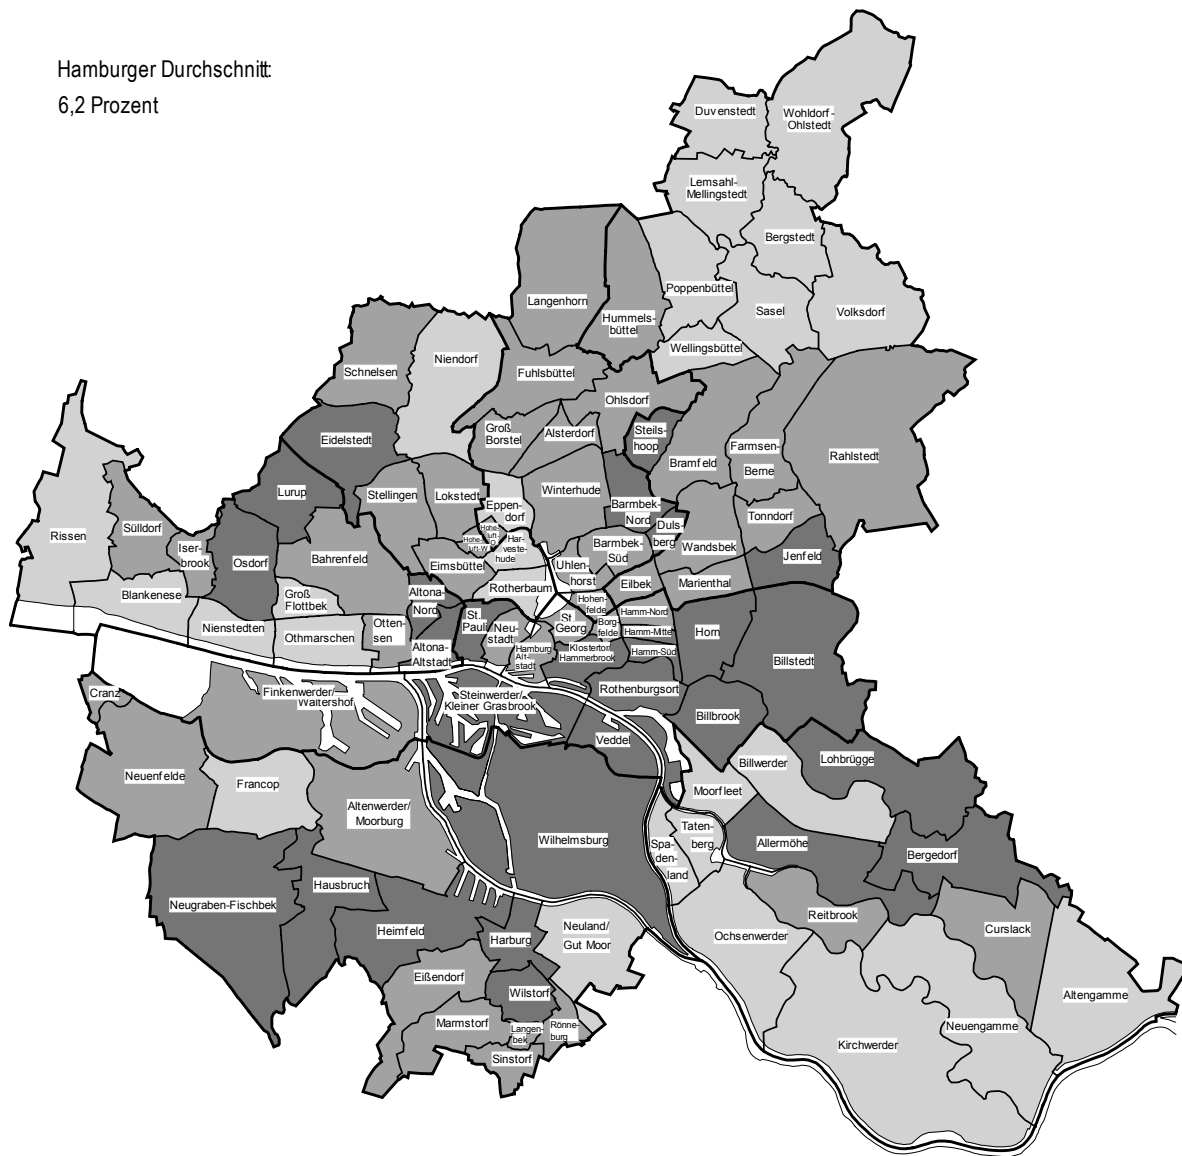 Hamburger Durchschnitt:
6,2 Prozent
Duvenstedt
Wohldorf-
Ohlstedt
Lemsahl-
Mellingstedt
Bergstedt
Poppenbüttel
Sasel
Volksdorf
Langenhorn
Hummels-
büttel
Wellingsbüttel
Niendorf
Schnelsen
Fuhlsbüttel
Ohlsdorf
Groß
Borstel
Alsterdorf
Steils-
hoop
Bramfeld
Farmsen-
Berne
Rahlstedt
Eidelstedt
Lurup
Stellingen
Lokstedt
Eppen-
dorf
Winterhude
Barmbek-
Nord
Duls-
berg
Wandsbek
Tonndorf
Jenfeld
Rissen
Sülldorf
Iser-
brook
Osdorf
Bahrenfeld
Hohe-
luft-O
Hohe-
luft-W
Har-
veste-
hude
Eimsbüttel
Rotherbaum
Uhlen-
horst
Barmbek-
Süd
Eilbek
Marienthal
Blankenese
Groß
Flottbek
Nienstedten
Othmarschen
Otten-
sen
Altona-
Nord
Altona-
Altstadt
St.
Pauli
Neu-
stadt
Hamburg
Alt-
stadt
St.
Georg
Hohen-
felde
Borg-
felde
Hamm-Nord
Hamm-Mitte
Hamm-Süd
Klostertor
Hammerbrook
Horn
Billstedt
Cranz
Finkenwerder/
Waltershof
Steinwerder/
Kleiner Grasbrook
Rothenburgsort
Billbrook
Veddel
Neuenfelde
Francop
Altenwerder/
Moorburg
Wilhelmsburg
Moorfleet
Billwerder
Lohbrügge
Taten-
berg
Spa-
den-
land
Allermöhe
Bergedorf
Neugraben-Fischbek
Hausbruch
Heimfeld
Harburg
Neuland/
Gut Moor
Ochsenwerder
Reitbrook
Curslack
Eißendorf
Wilstorf
Marmstorf
Langen-
bek
Rönne-
burg
Sinstorf
Kirchwerder
Neuengamme
Altengamme